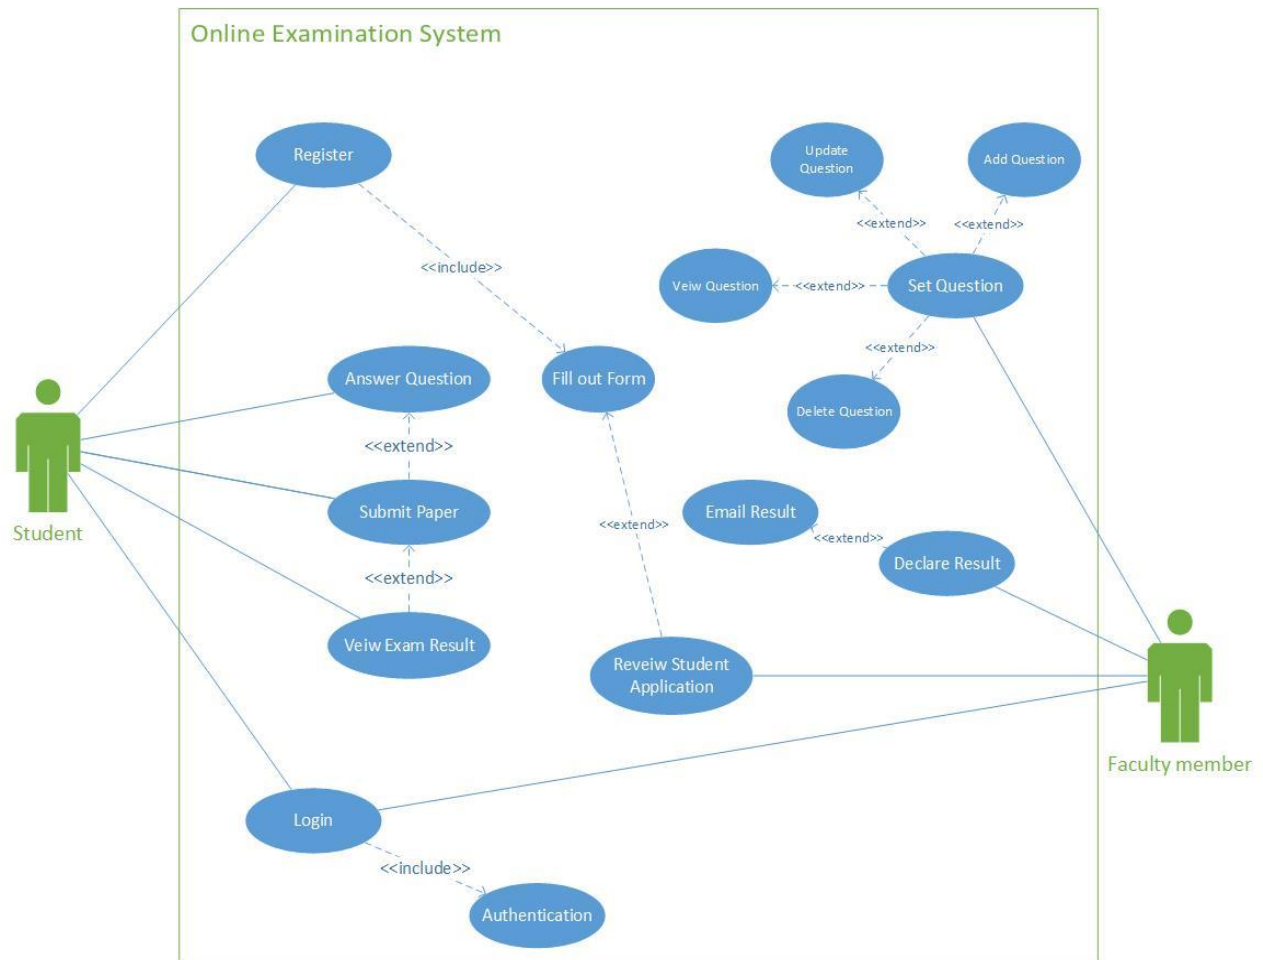 Online Examination System
Register
Update
Question
Add Question
<<extend>>
<<extend>>
<<include>>
Veiw Question
<<extend>>
Set Question
<<extend>>
Answer Question
Fill out Form
Delete Question
<<extend>>
Submit Paper
<<extend>>
Email Result
<<extend>>
Declare Result
Student
<<extend>>
Veiw Exam Result
Reveiw Student
Application
Faculty member
Login
<<include>>
Authentication